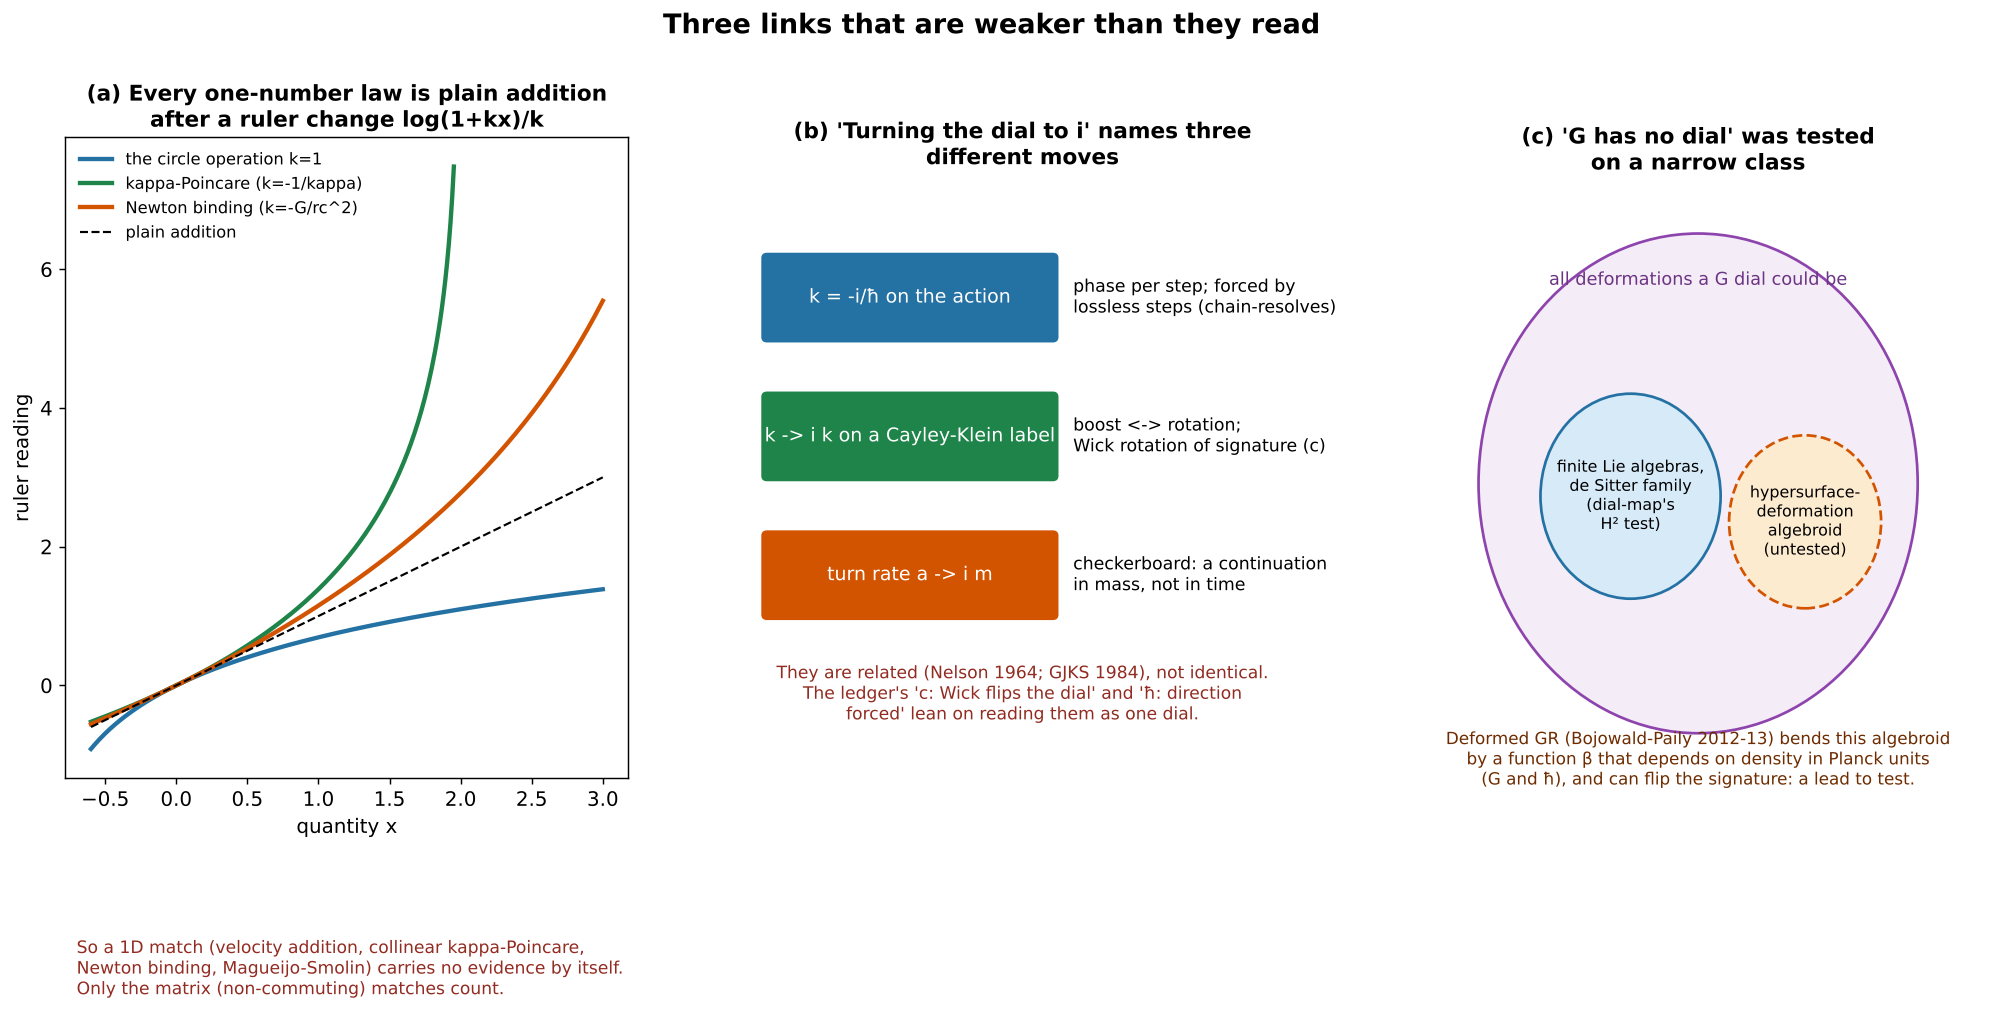 Three links that are weaker than they read
(a) Every one-number law is plain addition
after a ruler change log(1+kx)/k
the circle operation k=1
kappa-Poincare (k=-1/kappa)
Newton binding (k=-G/rc^2)
plain addition
ruler reading
6
4
2
0
−0.5 0.0 0.5 1.0 1.5 2.0 2.5 3.0
quantity x
So a 1D match (velocity addition, collinear kappa-Poincare,
Newton binding, Magueijo-Smolin) carries no evidence by itself.
Only the matrix (non-commuting) matches count.
(b) 'Turning the dial to i' names three
different moves
k = -i/ħ on the action
phase per step; forced by
lossless steps (chain-resolves)
k -> i k on a Cayley-Klein label
boost <-> rotation;
Wick rotation of signature (c)
turn rate a -> i m
checkerboard: a continuation
in mass, not in time
They are related (Nelson 1964; GJKS 1984), not identical.
The ledger's 'c: Wick flips the dial' and 'ħ: direction
forced' lean on reading them as one dial.
(c) 'G has no dial' was tested
on a narrow class
all deformations a G dial could be
finite Lie algebras,
de Sitter family
(dial-map's
H² test)
hypersurface-
deformation
algebroid
(untested)
Deformed GR (Bojowald-Paily 2012-13) bends this algebroid
by a function β that depends on density in Planck units
(G and ħ), and can flip the signature: a lead to test.